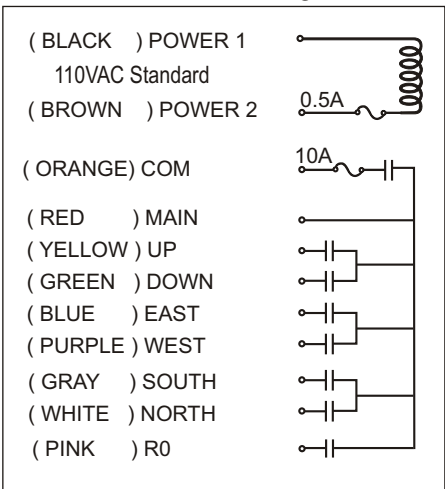 ( BLACK ) POWER 1
110VAC Standard
( BROWN ) POWER 2
0.5A
( ORANGE) COM
10A
( RED ) MAIN
( YELLOW ) UP
( GREEN ) DOWN
( BLUE ) EAST
( PURPLE ) WEST
( GRAY ) SOUTH
( WHITE ) NORTH
( PINK ) R0